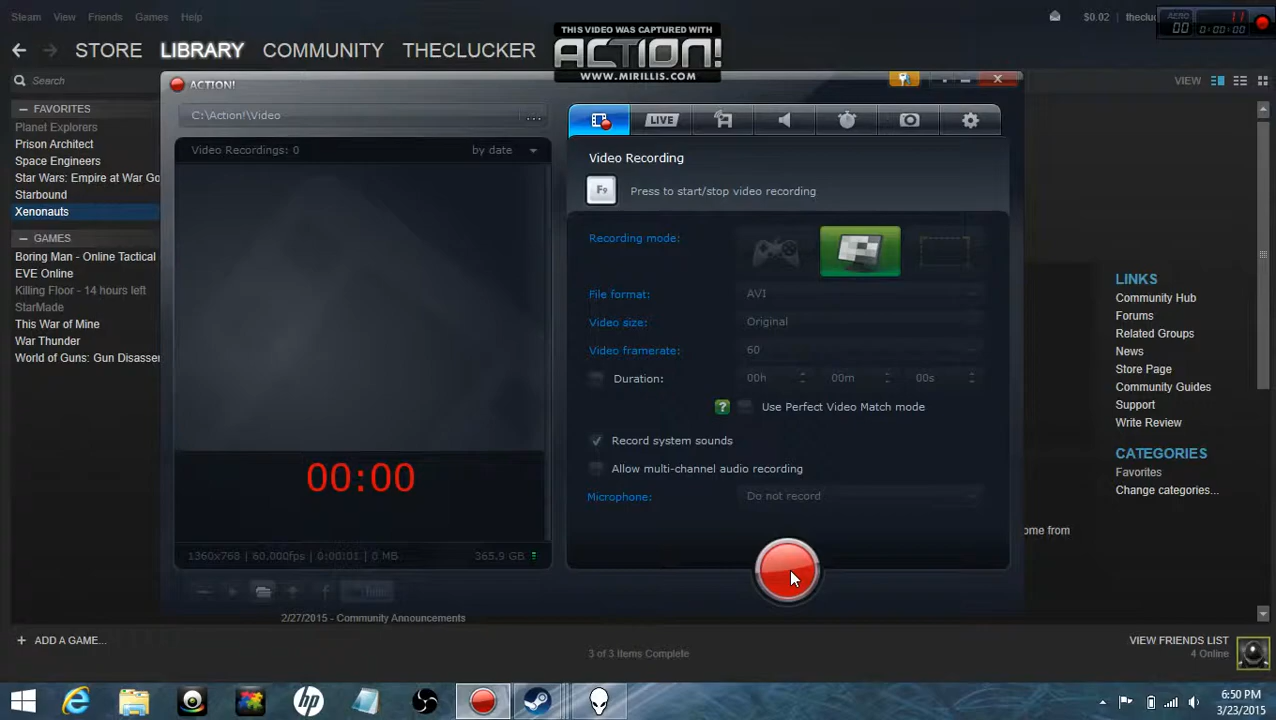 Steam View Friends Games Help
$0.02 theclu
AERO 11
00 0:00:00
THIS VIDEO WAS CAPTURED WITH
ACTION!
WWW.MIRILLIS.COM
STORE LIBRARY COMMUNITY THECLUCKER
Search
VIEW
ACTION!
C:\Action!\Video ...
LIVE
Video Recordings: 0 by date
Video Recording
F9 Press to start/stop video recording
Recording mode:
File format: AVI
Video size: Original
Video framerate: 60
Duration: 00h 00m 00s
? Use Perfect Video Match mode
Record system sounds
Allow multi-channel audio recording
Microphone: Do not record
00:00
1360x768 | 60.000fps | 0:00:01 | 0 MB 365.9 GB
— FAVORITES
Planet Explorers
Prison Architect
Space Engineers
Star Wars: Empire at War Go
Starbound
Xenonauts
— GAMES
Boring Man - Online Tactical
EVE Online
Killing Floor - 14 hours left
StarMade
This War of Mine
War Thunder
World of Guns: Gun Disasser
LINKS
Community Hub
Forums
Related Groups
News
Store Page
Community Guides
Support
Write Review
CATEGORIES
Favorites
Change categories...
ome from
2/27/2015 - Community Announcements
+ ADD A GAME...
3 of 3 Items Complete
VIEW FRIENDS LIST
4 Online
hp
6:50 PM
3/23/2015